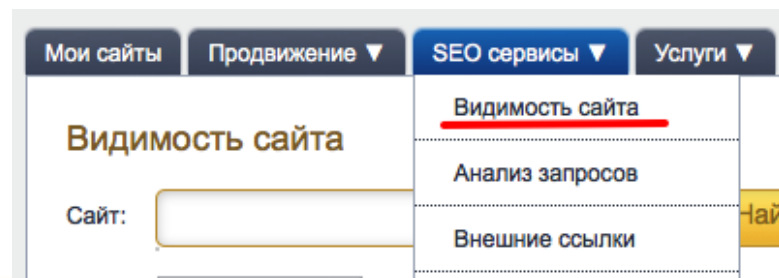 Мои сайты Продвижение ▼ SEO сервисы ▼ Услуги ▼
Видимость сайта
Видимость сайта
Анализ запросов
Сайт:
Внешние ссылки